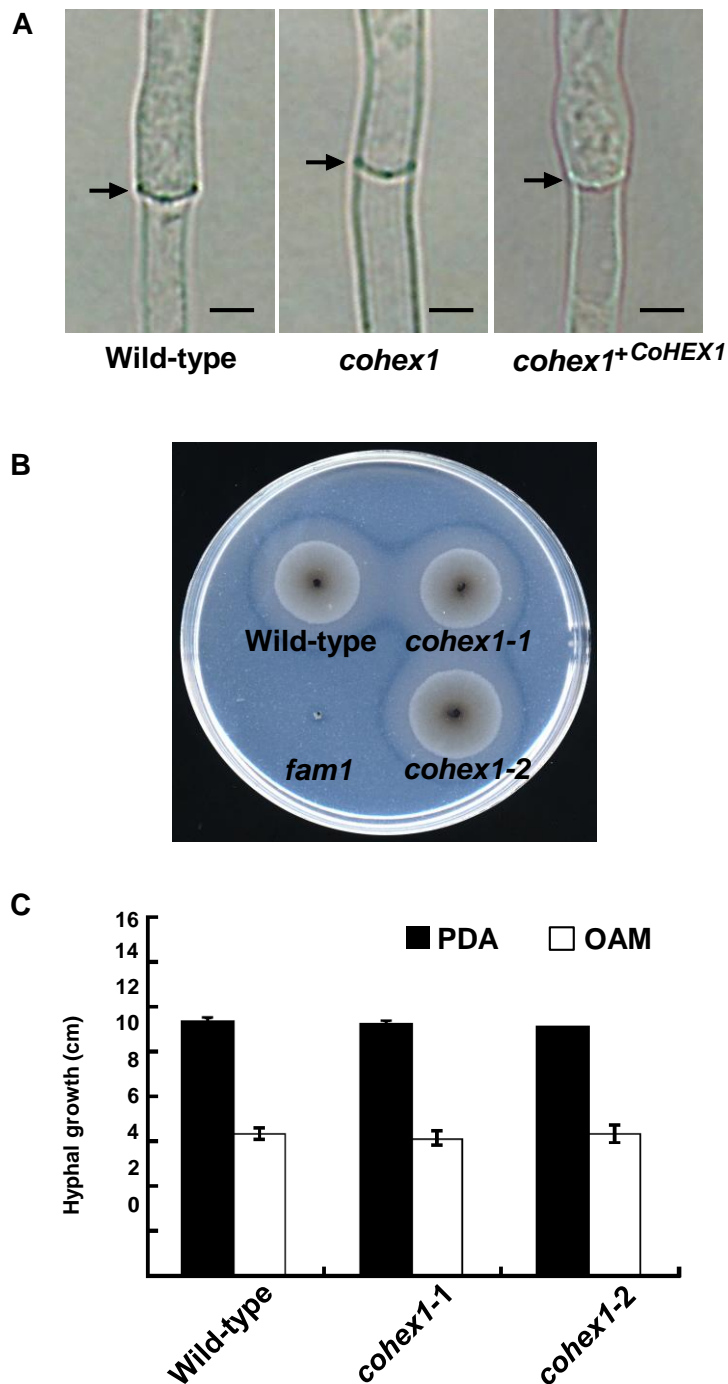 A
Wild-type cohex1 cohex1+CoHEX1
B
Wild-type cohex1-1
fam1 cohex1-2
C
PDA OAM
Hyphal growth (cm)
16
14
12
10
8
6
4
2
0
Wild-type cohex1-1 cohex1-2